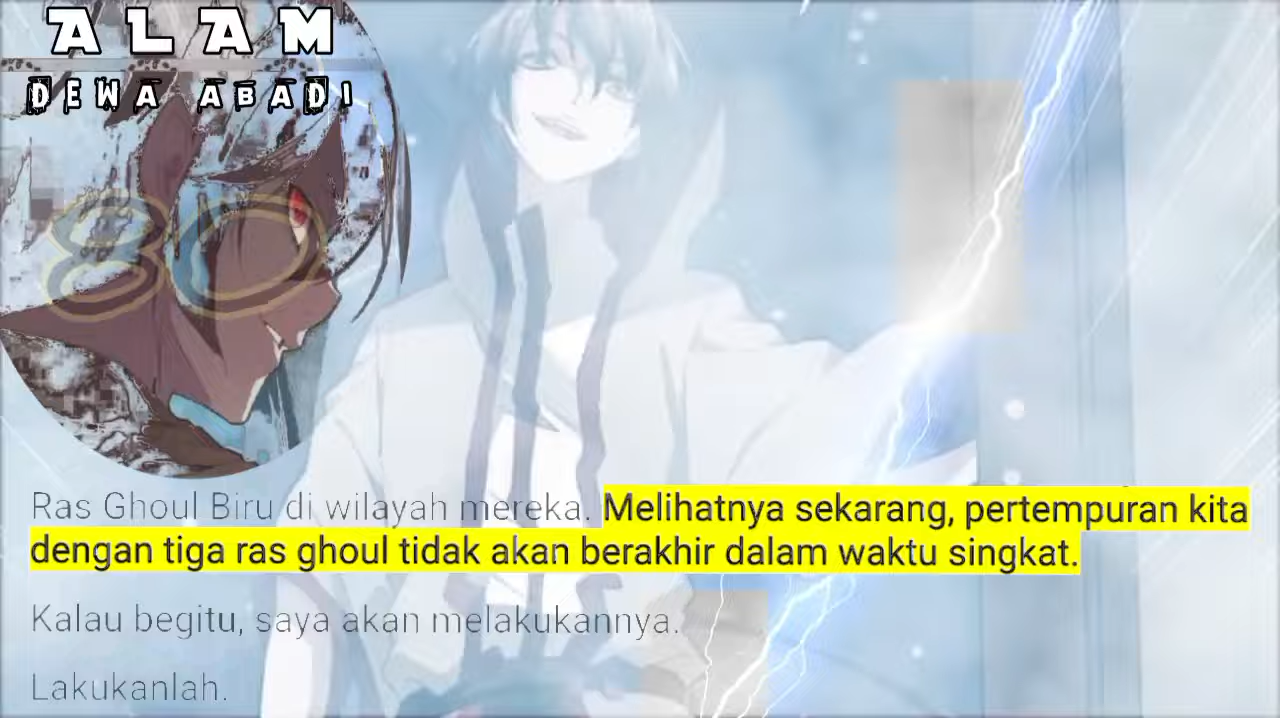 ALAM
DEWA ABADI
80
Ras Ghoul Biru di wilayah mereka. Melihatnya sekarang, pertempuran kita
dengan tiga ras ghoul tidak akan berakhir dalam waktu singkat.
Kalau begitu, saya akan melakukannya.
Lakukanlah.